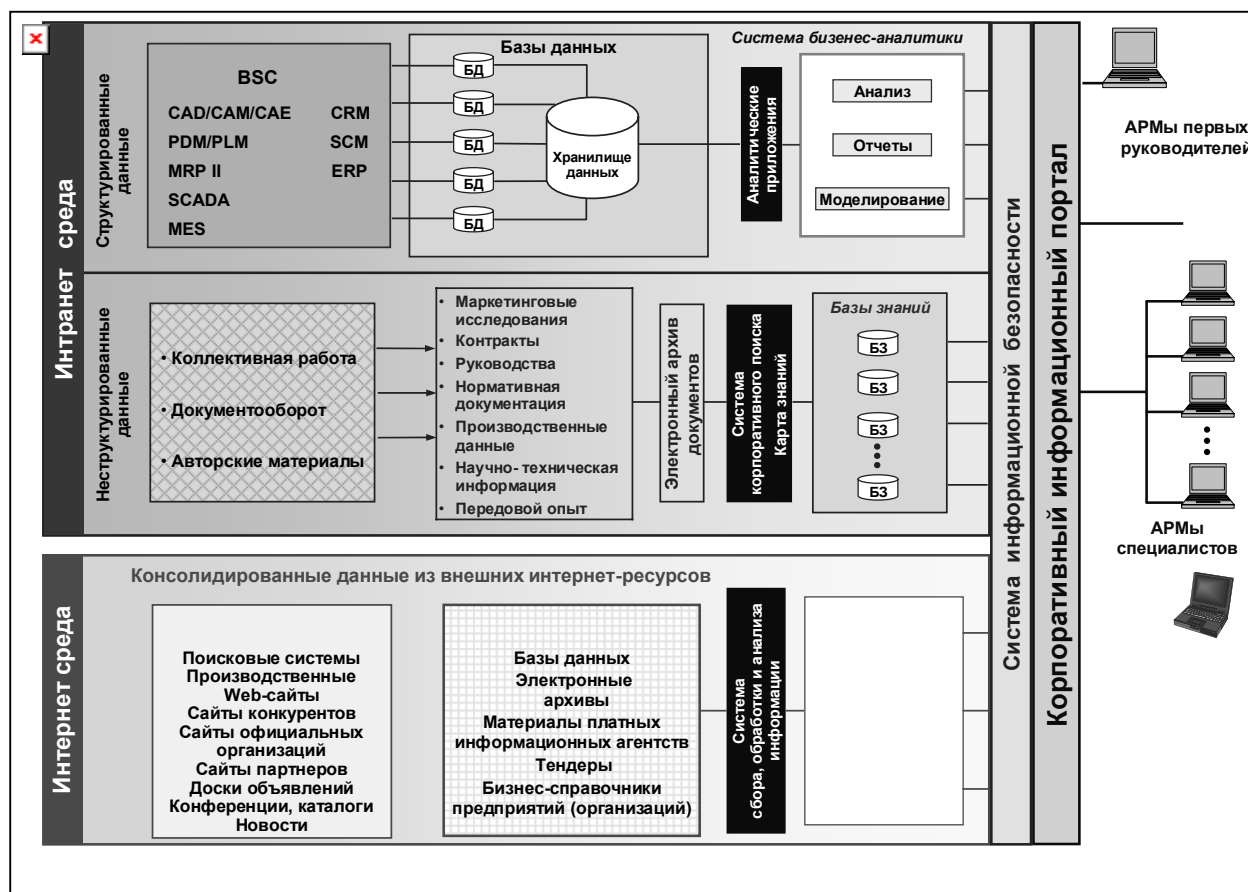 Интранет среда
Структурированные
данные
BSC
CAD/CAM/CAE
CRM
PDM/PLM
SCM
MRP II
ERP
SCADA
MES
Базы данных
БД
БД
БД
БД
БД
Хранилище
данных
Аналитические
приложения
Система бизнес-аналитики
Анализ
Отчеты
Моделирование
Неструктурированные
данные
• Коллективная работа
• Документооборот
• Авторские материалы
• Маркетинговые
исследования
• Контракты
• Руководства
• Нормативная
документация
• Производственные
данные
• Научно- техническая
информация
• Передовой опыт
Электронный архив
документов
Система
корпоративного поиска
Карта знаний
Базы знаний
БЗ
БЗ
БЗ
БЗ
Интернет среда
Консолидированные данные из внешних интернет-ресурсов
Поисковые системы
Производственные
Web-сайты
Сайты конкурентов
Сайты официальных
организаций
Сайты партнеров
Доски объявлений
Конференции, каталоги
Новости
Базы данных
Электронные
архивы
Материалы платных
информационных агентств
Тендеры
Бизнес-справочники
предприятий (организаций)
Система
сбора, обработки и анализа
информации
Система информационной безопасности
Корпоративный информационный портал
АРМы первых
руководителей
АРМы
специалистов